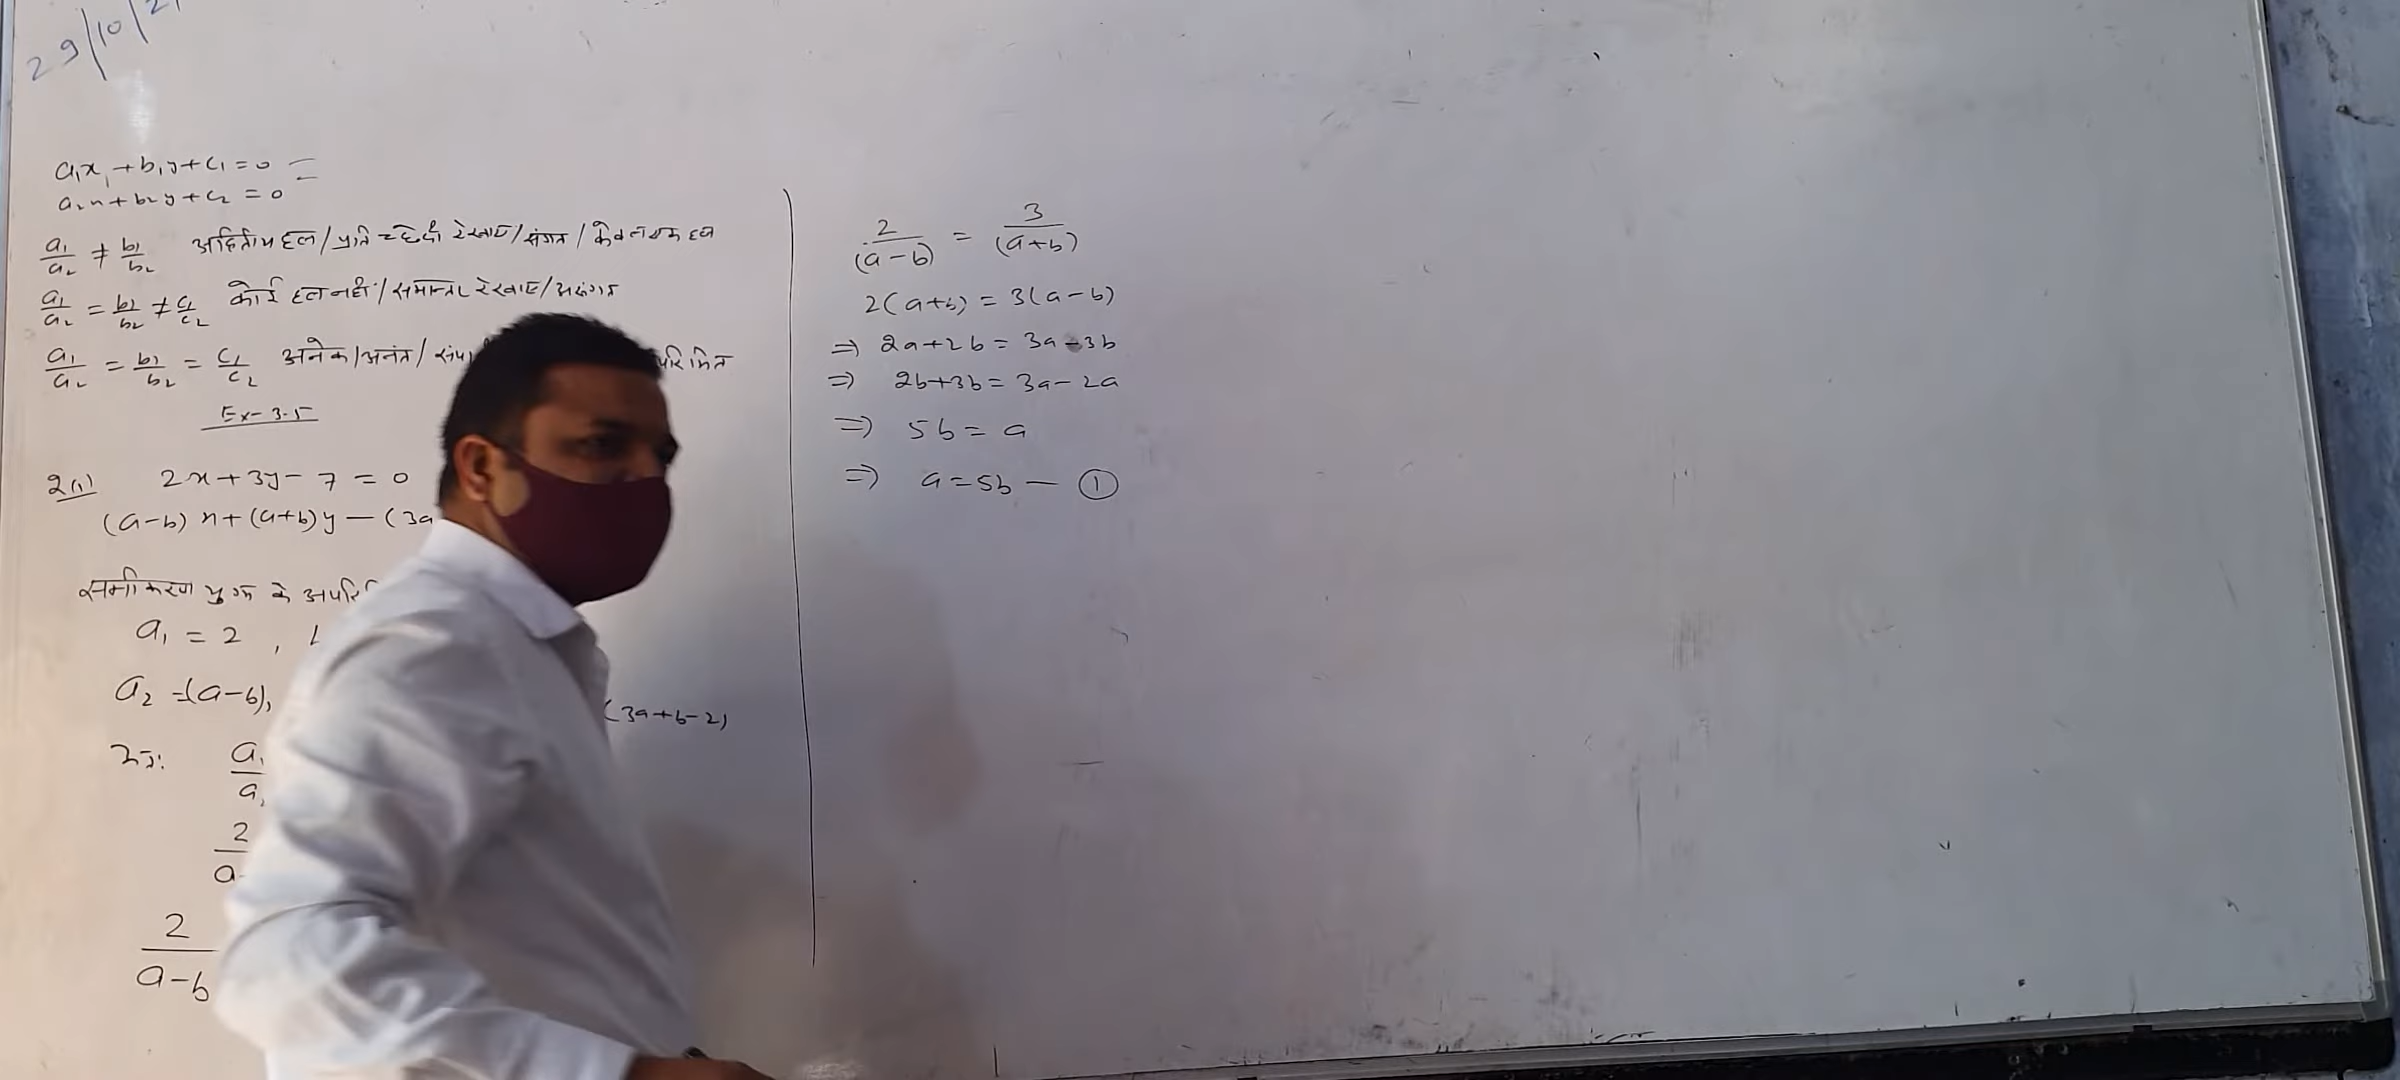 29/10/21
a₁x₁+b₁y+c₁=0 =
a₂x+b₂y+c₂=0
a₁/a₂ ≠ b₁/b₂ अद्वितीय हल/प्रतिच्छेदी रेखाए/संगत/केवल एक हल
a₁/a₂ = b₁/b₂ ≠ c₁/c₂ कोई हल नहीं/समान्तर रेखाए/असंगत
a₁/a₂ = b₁/b₂ = c₁/c₂ अनेक/अनंत/संपा रिमित
Ex-3.5
2(1) 2x+3y-7=0
(a-b)x+(a+b)y-(3a
समीकरण युग्म के अपरि
a₁=2,
a₂=(a-b), (3a+b-2)
अतः a₁/a₂
2/a-
2/a-b
2/(a-b) = 3/(a+b)
2(a+b)=3(a-b)
⇒ 2a+2b=3a-3b
⇒ 2b+3b=3a-2a
⇒ 5b=a
⇒ a=5b — ①